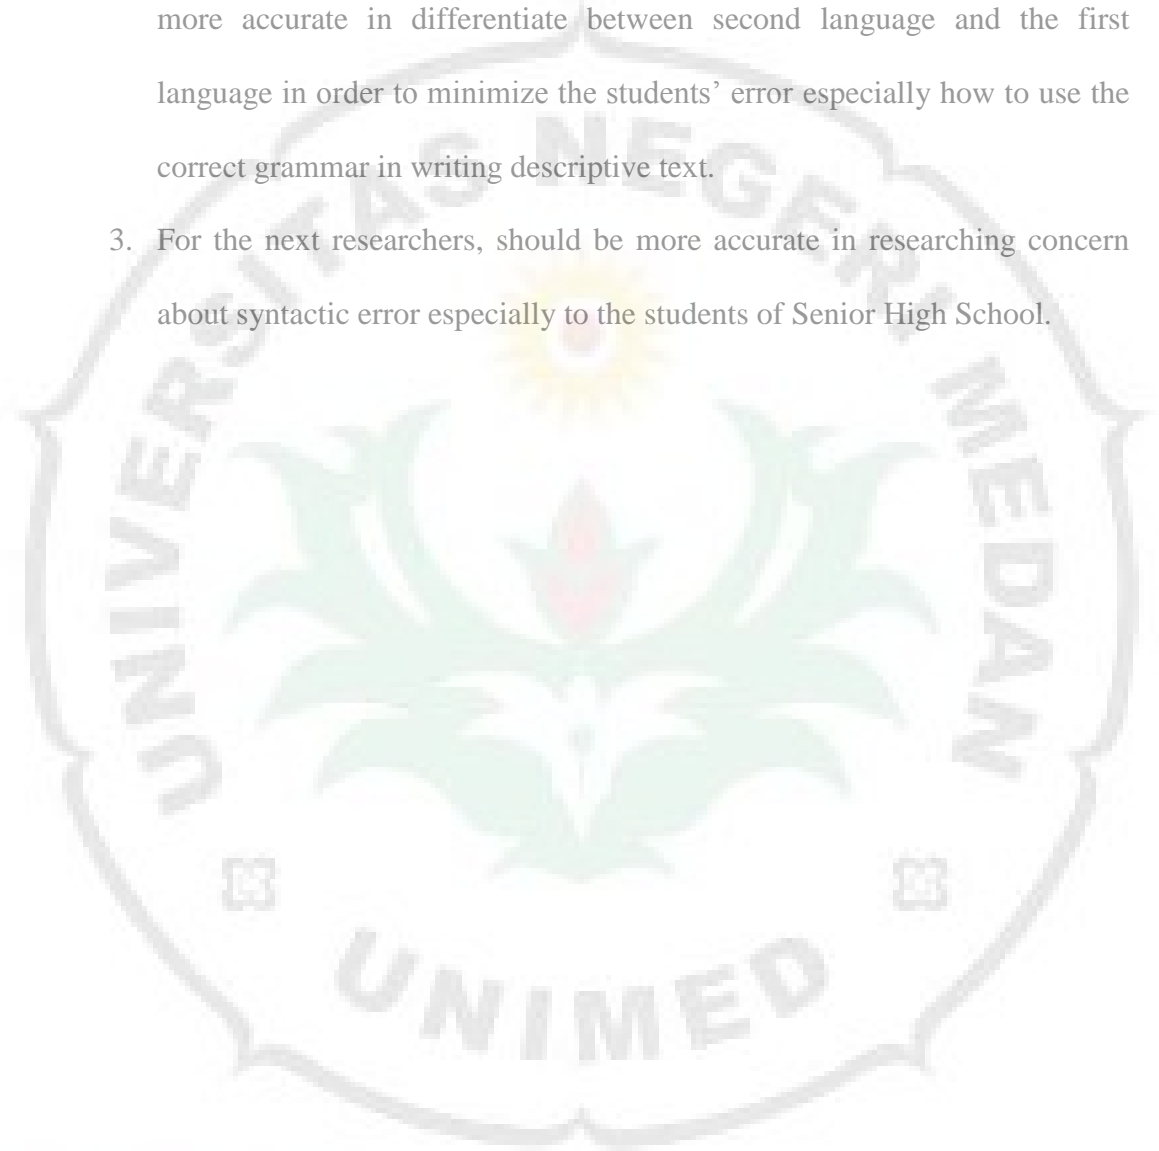 more accurate in differentiate between second language and the first
language in order to minimize the students’ error especially how to use the
correct grammar in writing descriptive text.
3. For the next researchers, should be more accurate in researching concern
about syntactic error especially to the students of Senior High School.
UNIVERSITAS NEGERI MEDAN
UNIMED